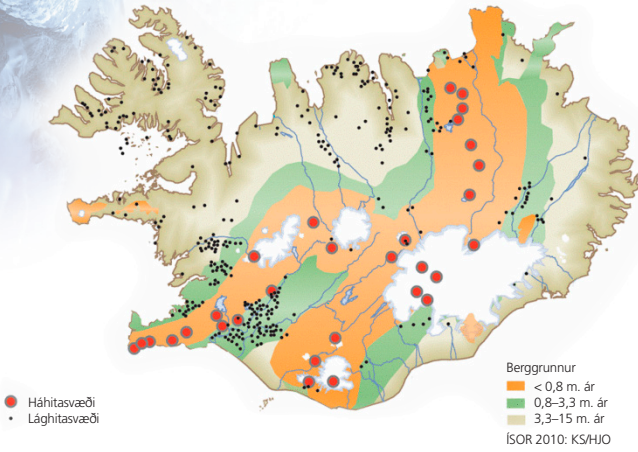 Háhitasvæði
Lághitasvæði
Berggrunnur
< 0,8 m. ár
0,8–3,3 m. ár
3,3–15 m. ár
ÍSOR 2010: KS/HJO